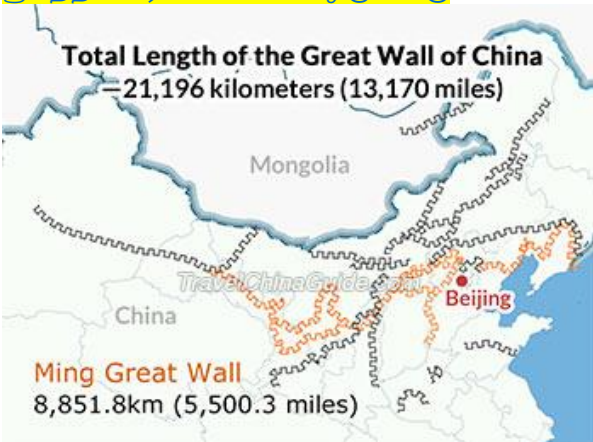 Total Length of the Great Wall of China
—21,196 kilometers (13,170 miles)
Mongolia
TravelChinaGuide.com
Beijing
China
Ming Great Wall
8,851.8km (5,500.3 miles)